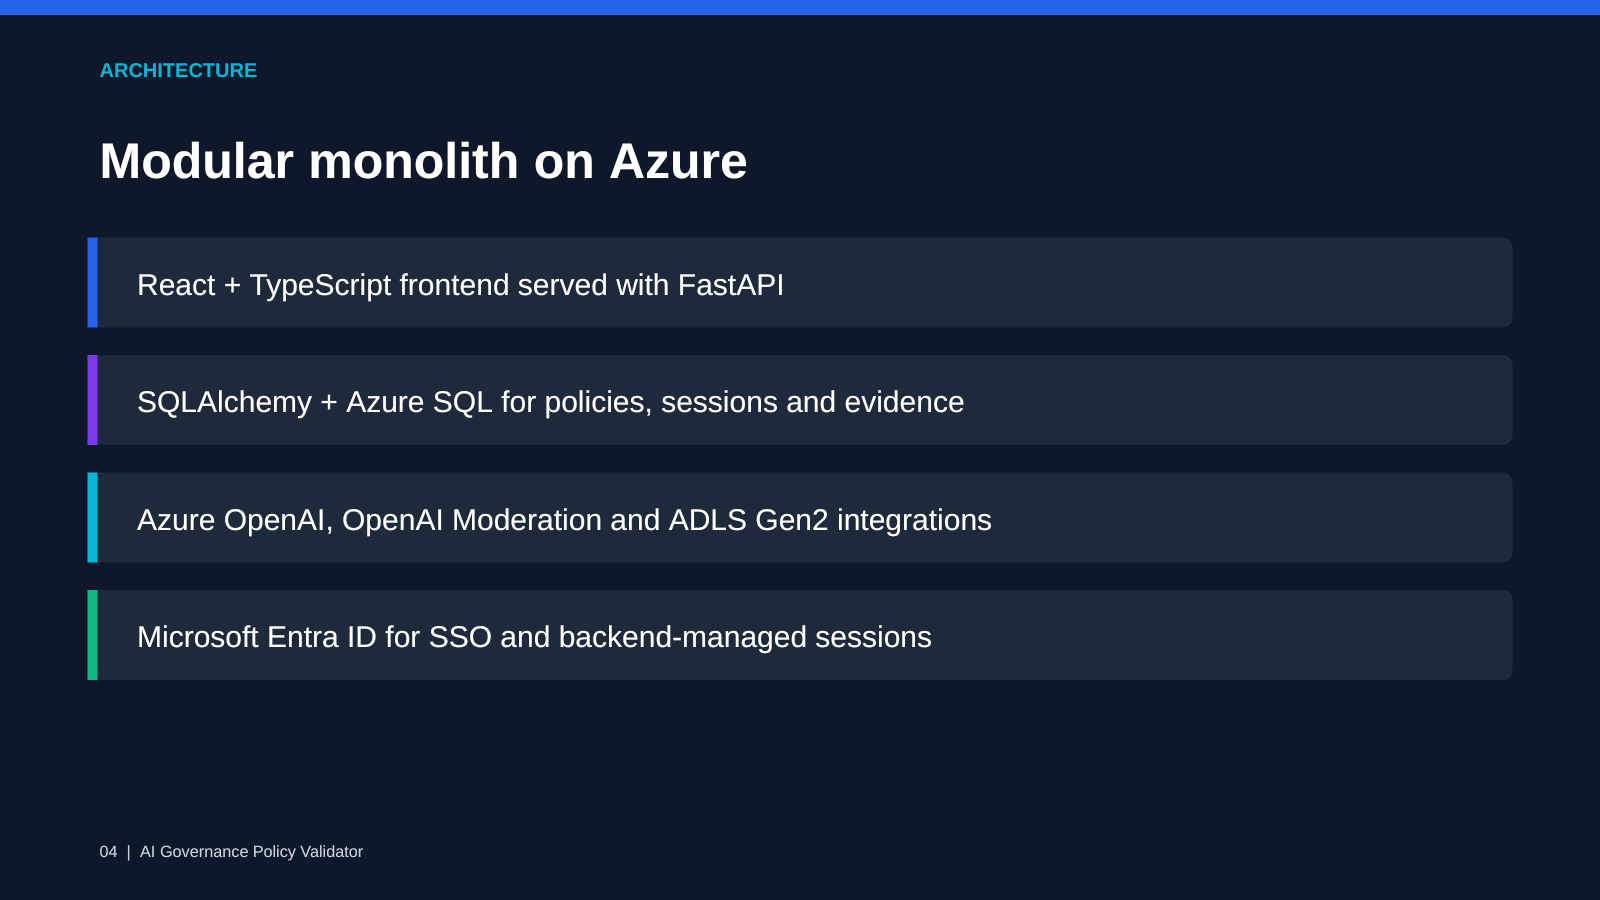 ARCHITECTURE
Modular monolith on Azure
React + TypeScript frontend served with FastAPI
SQLAlchemy + Azure SQL for policies, sessions and evidence
Azure OpenAI, OpenAI Moderation and ADLS Gen2 integrations
Microsoft Entra ID for SSO and backend-managed sessions
04 | AI Governance Policy Validator